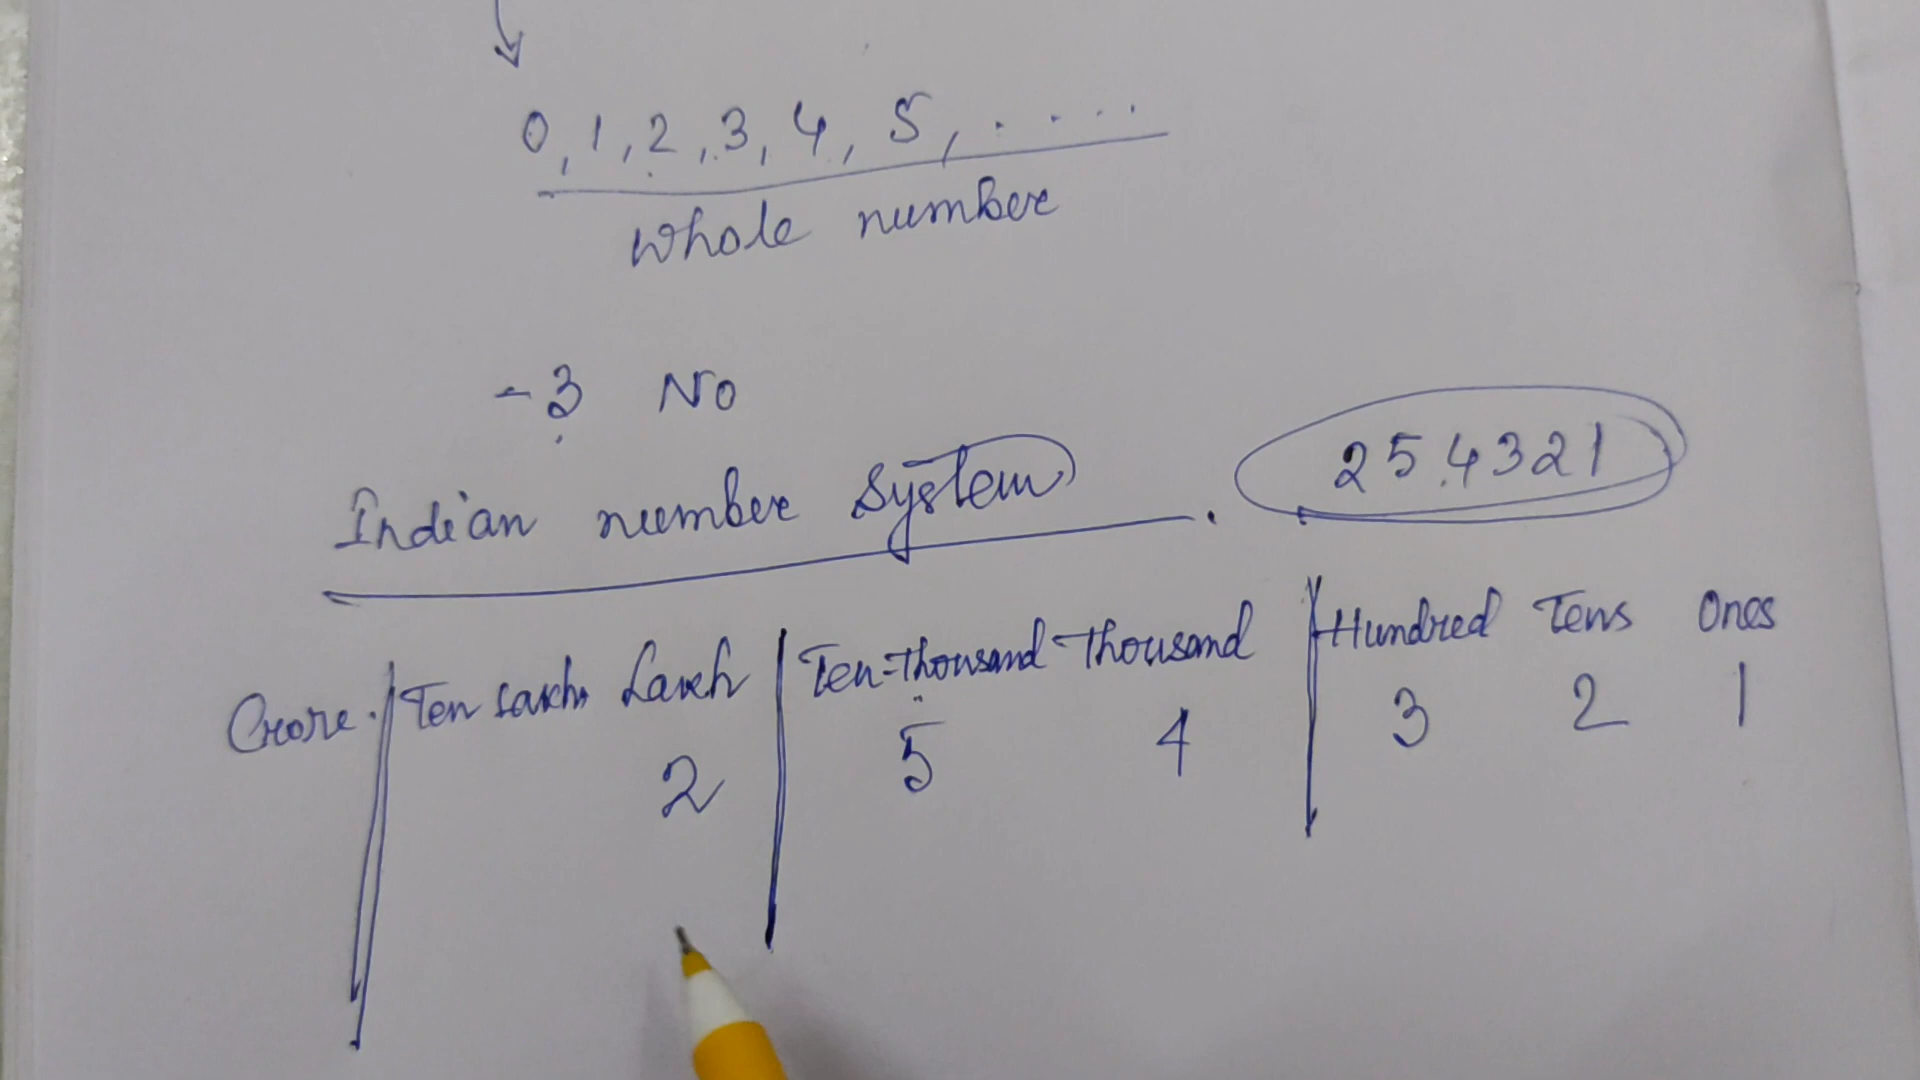 0, 1, 2, 3, 4, 5, . . . .
whole number
-3 No
Indian number System . 254321
Crore. Ten Lakh Lakh Ten-Thousand Thousand Hundred Tens Ones
2 5 4 3 2 1